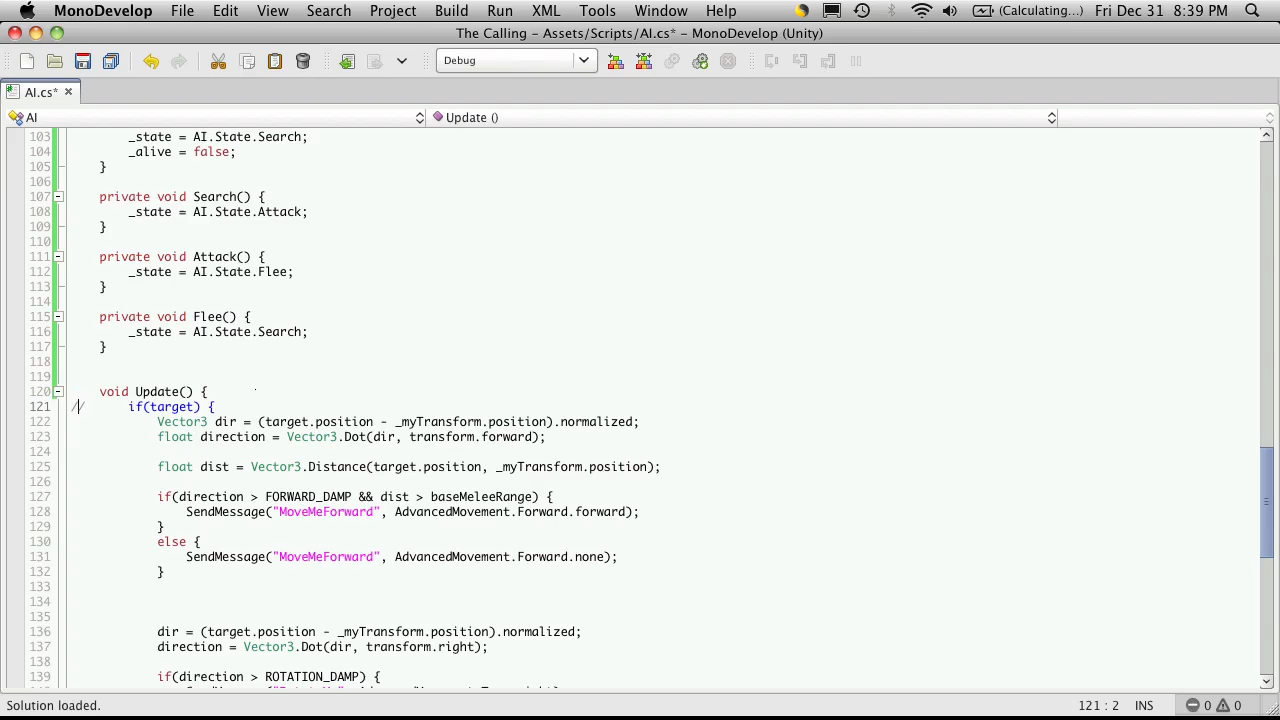 MonoDevelop File Edit View Search Project Build Run XML Tools Window Help (Calculating...) Fri Dec 31 8:39 PM
The Calling - Assets/Scripts/AI.cs* - MonoDevelop (Unity)
Debug
AI.cs* ×
AI Update ()
103 _state = AI.State.Search;
104 _alive = false;
105 }
106
107 private void Search() {
108 _state = AI.State.Attack;
109 }
110
111 private void Attack() {
112 _state = AI.State.Flee;
113 }
114
115 private void Flee() {
116 _state = AI.State.Search;
117 }
118
119
120 void Update() {
121 // if(target) {
122 Vector3 dir = (target.position - _myTransform.position).normalized;
123 float direction = Vector3.Dot(dir, transform.forward);
124
125 float dist = Vector3.Distance(target.position, _myTransform.position);
126
127 if(direction > FORWARD_DAMP && dist > baseMeleeRange) {
128 SendMessage("MoveMeForward", AdvancedMovement.Forward.forward);
129 }
130 else {
131 SendMessage("MoveMeForward", AdvancedMovement.Forward.none);
132 }
133
134
135
136 dir = (target.position - _myTransform.position).normalized;
137 direction = Vector3.Dot(dir, transform.right);
138
139 if(direction > ROTATION_DAMP) {
Solution loaded. 121 : 2 INS 0 0